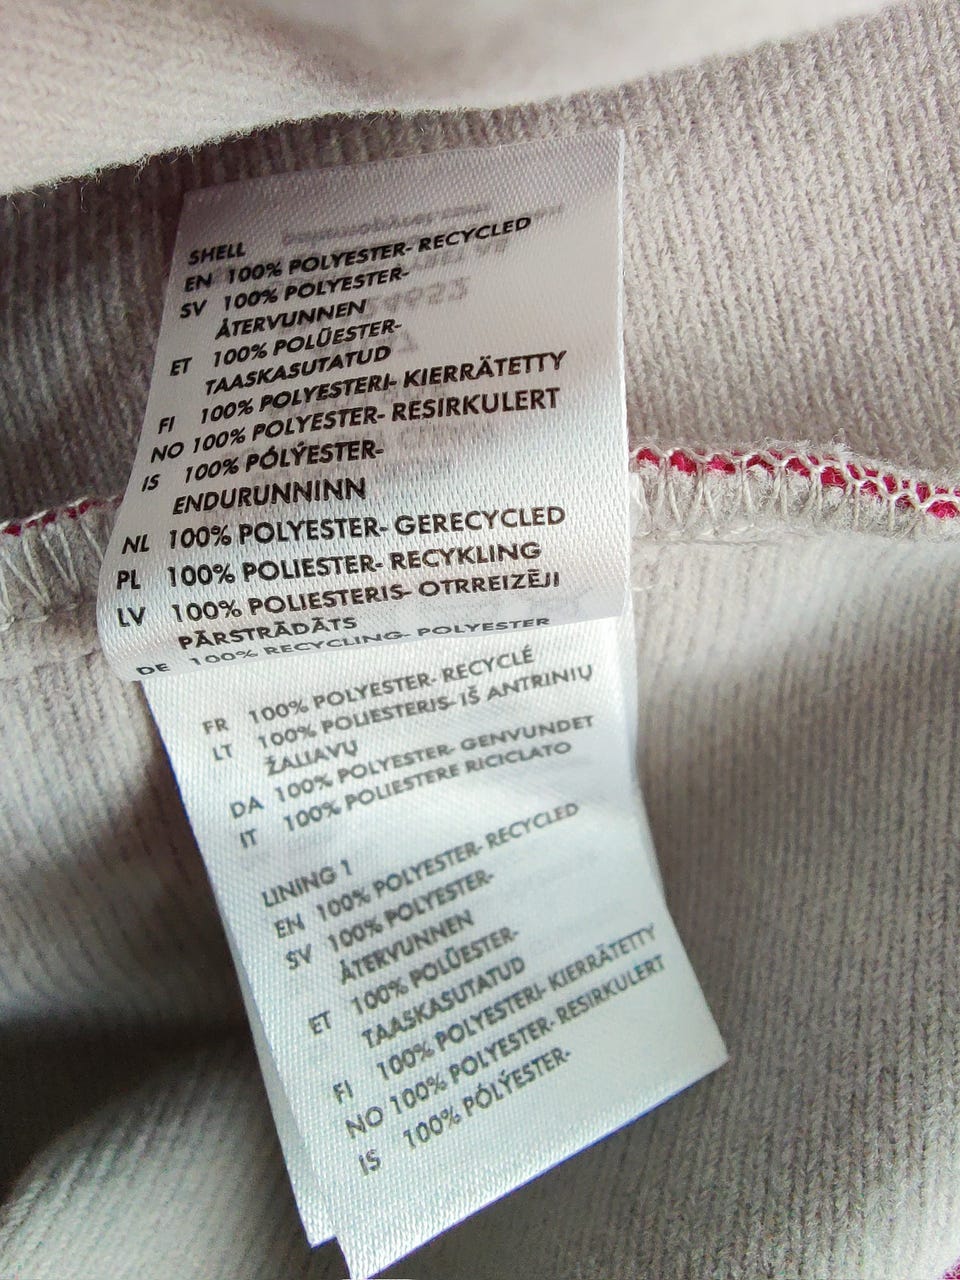 SHELL
EN 100% POLYESTER- RECYCLED
SV 100% POLYESTER-
ÅTERVUNNEN
ET 100% POLÜESTER-
TAASKASUTATUD
FI 100% POLYESTERI- KIERRÄTETTY
NO 100% POLYESTER- RESIRKULERT
IS 100% PÓLÝESTER-
ENDURUNNINN
NL 100% POLYESTER- GERECYCLED
PL 100% POLIESTER- RECYKLING
LV 100% POLIESTERIS- OTRREIZĒJI
PĀRSTRĀDĀTS
DE 100% RECYCLING- POLYESTER
FR 100% POLYESTER- RECYCLÉ
LT 100% POLIESTERIS- IŠ ANTRINIŲ
ŽALIAVŲ
DA 100% POLYESTER- GENVUNDET
IT 100% POLIESTERE RICICLATO
LINING 1
EN 100% POLYESTER- RECYCLED
SV 100% POLYESTER-
ÅTERVUNNEN
ET 100% POLÜESTER-
TAASKASUTATUD
FI 100% POLYESTERI- KIERRÄTETTY
NO 100% POLYESTER- RESIRKULERT
IS 100% PÓLÝESTER-